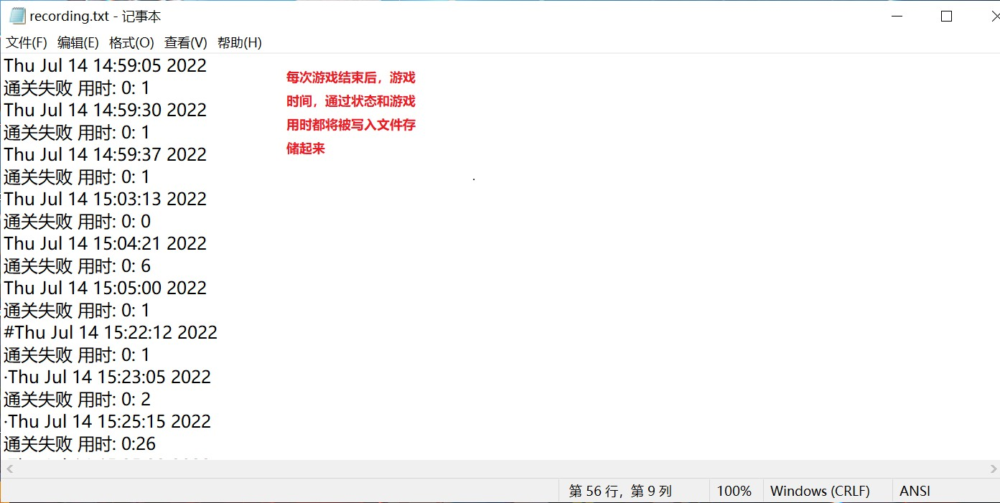 recording.txt - 记事本
文件(F) 编辑(E) 格式(O) 查看(V) 帮助(H)
Thu Jul 14 14:59:05 2022
通关失败 用时: 0: 1
Thu Jul 14 14:59:30 2022
通关失败 用时: 0: 1
Thu Jul 14 14:59:37 2022
通关失败 用时: 0: 1
Thu Jul 14 15:03:13 2022
通关失败 用时: 0: 0
Thu Jul 14 15:04:21 2022
通关失败 用时: 0: 6
Thu Jul 14 15:05:00 2022
通关失败 用时: 0: 1
#Thu Jul 14 15:22:12 2022
通关失败 用时: 0: 1
·Thu Jul 14 15:23:05 2022
通关失败 用时: 0: 2
·Thu Jul 14 15:25:15 2022
通关失败 用时: 0:26
每次游戏结束后，游戏
时间，通过状态和游戏
用时都将被写入文件存
储起来
第 56 行，第 9 列 100% Windows (CRLF) ANSI